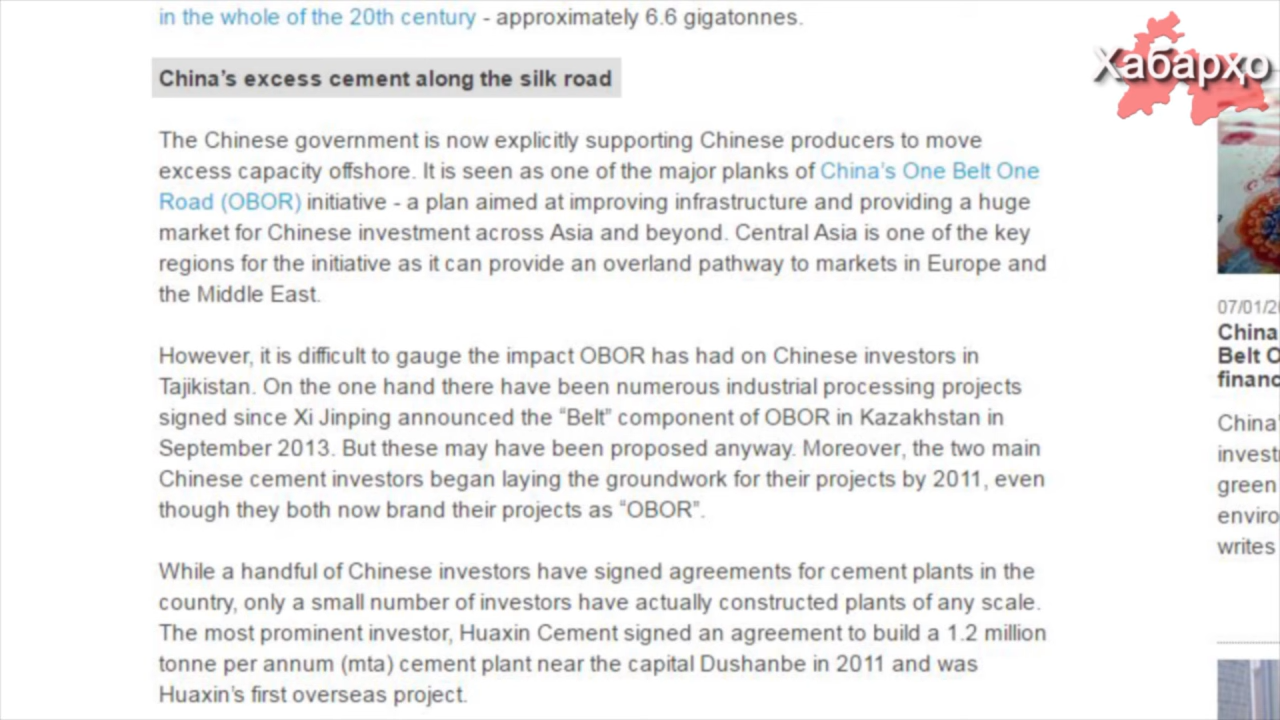 in the whole of the 20th century - approximately 6.6 gigatonnes.
Хабарҳо
China's excess cement along the silk road
The Chinese government is now explicitly supporting Chinese producers to move
excess capacity offshore. It is seen as one of the major planks of China's One Belt One
Road (OBOR) initiative - a plan aimed at improving infrastructure and providing a huge
market for Chinese investment across Asia and beyond. Central Asia is one of the key
regions for the initiative as it can provide an overland pathway to markets in Europe and
the Middle East.
However, it is difficult to gauge the impact OBOR has had on Chinese investors in
Tajikistan. On the one hand there have been numerous industrial processing projects
signed since Xi Jinping announced the “Belt” component of OBOR in Kazakhstan in
September 2013. But these may have been proposed anyway. Moreover, the two main
Chinese cement investors began laying the groundwork for their projects by 2011, even
though they both now brand their projects as “OBOR”.
While a handful of Chinese investors have signed agreements for cement plants in the
country, only a small number of investors have actually constructed plants of any scale.
The most prominent investor, Huaxin Cement signed an agreement to build a 1.2 million
tonne per annum (mta) cement plant near the capital Dushanbe in 2011 and was
Huaxin's first overseas project.
07/01/2
China
Belt O
financ
China
invest
green
enviro
writes